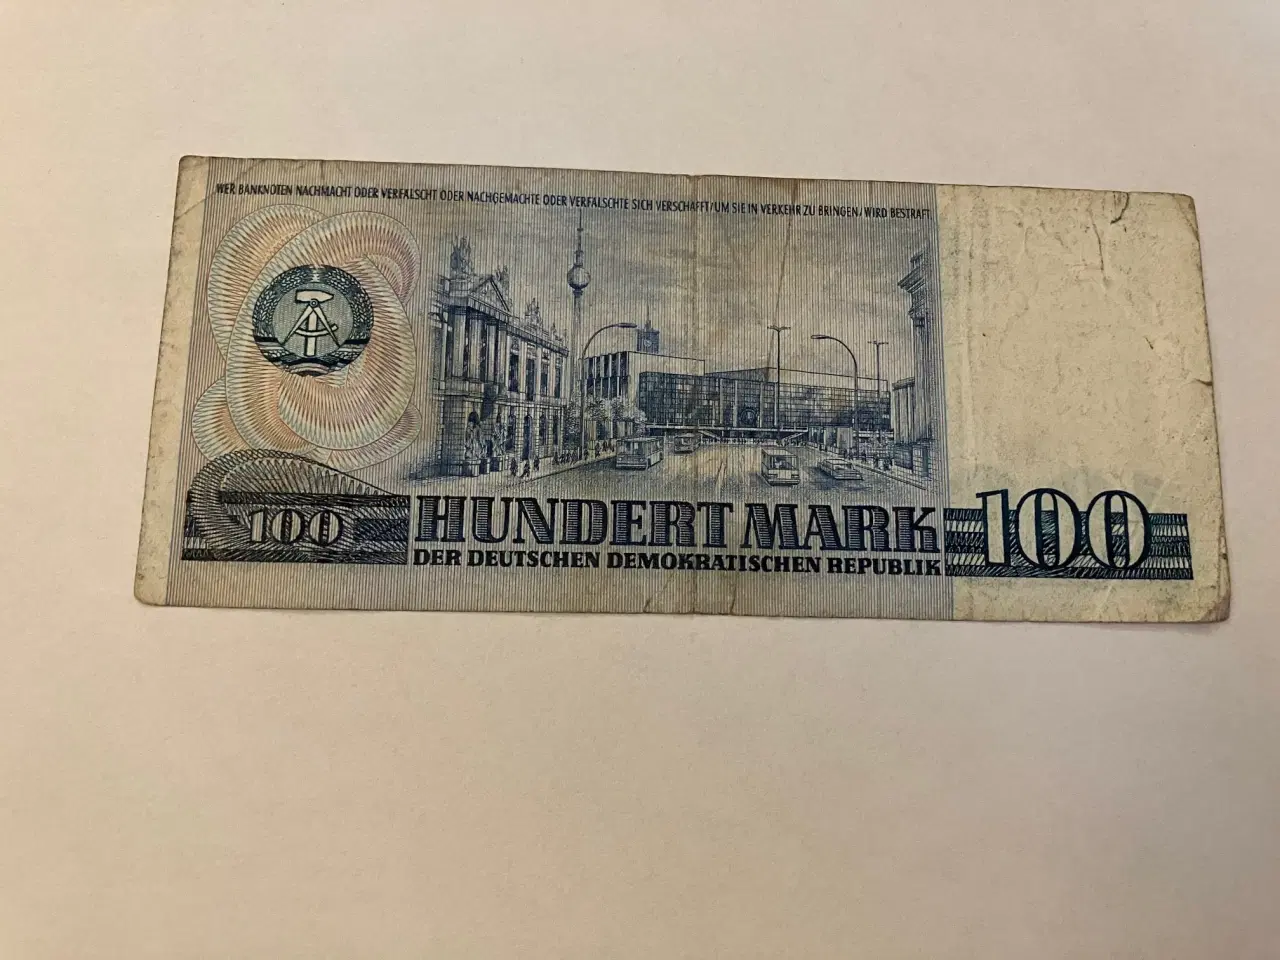 WER BANKNOTEN NACHMACHT ODER VERFÄLSCHT ODER NACHGEMACHTE ODER VERFÄLSCHTE SICH VERSCHAFFT/UM SIE IN VERKEHR ZU BRINGEN/WIRD BESTRAFT
100
HUNDERT MARK
DER DEUTSCHEN DEMOKRATISCHEN REPUBLIK
100